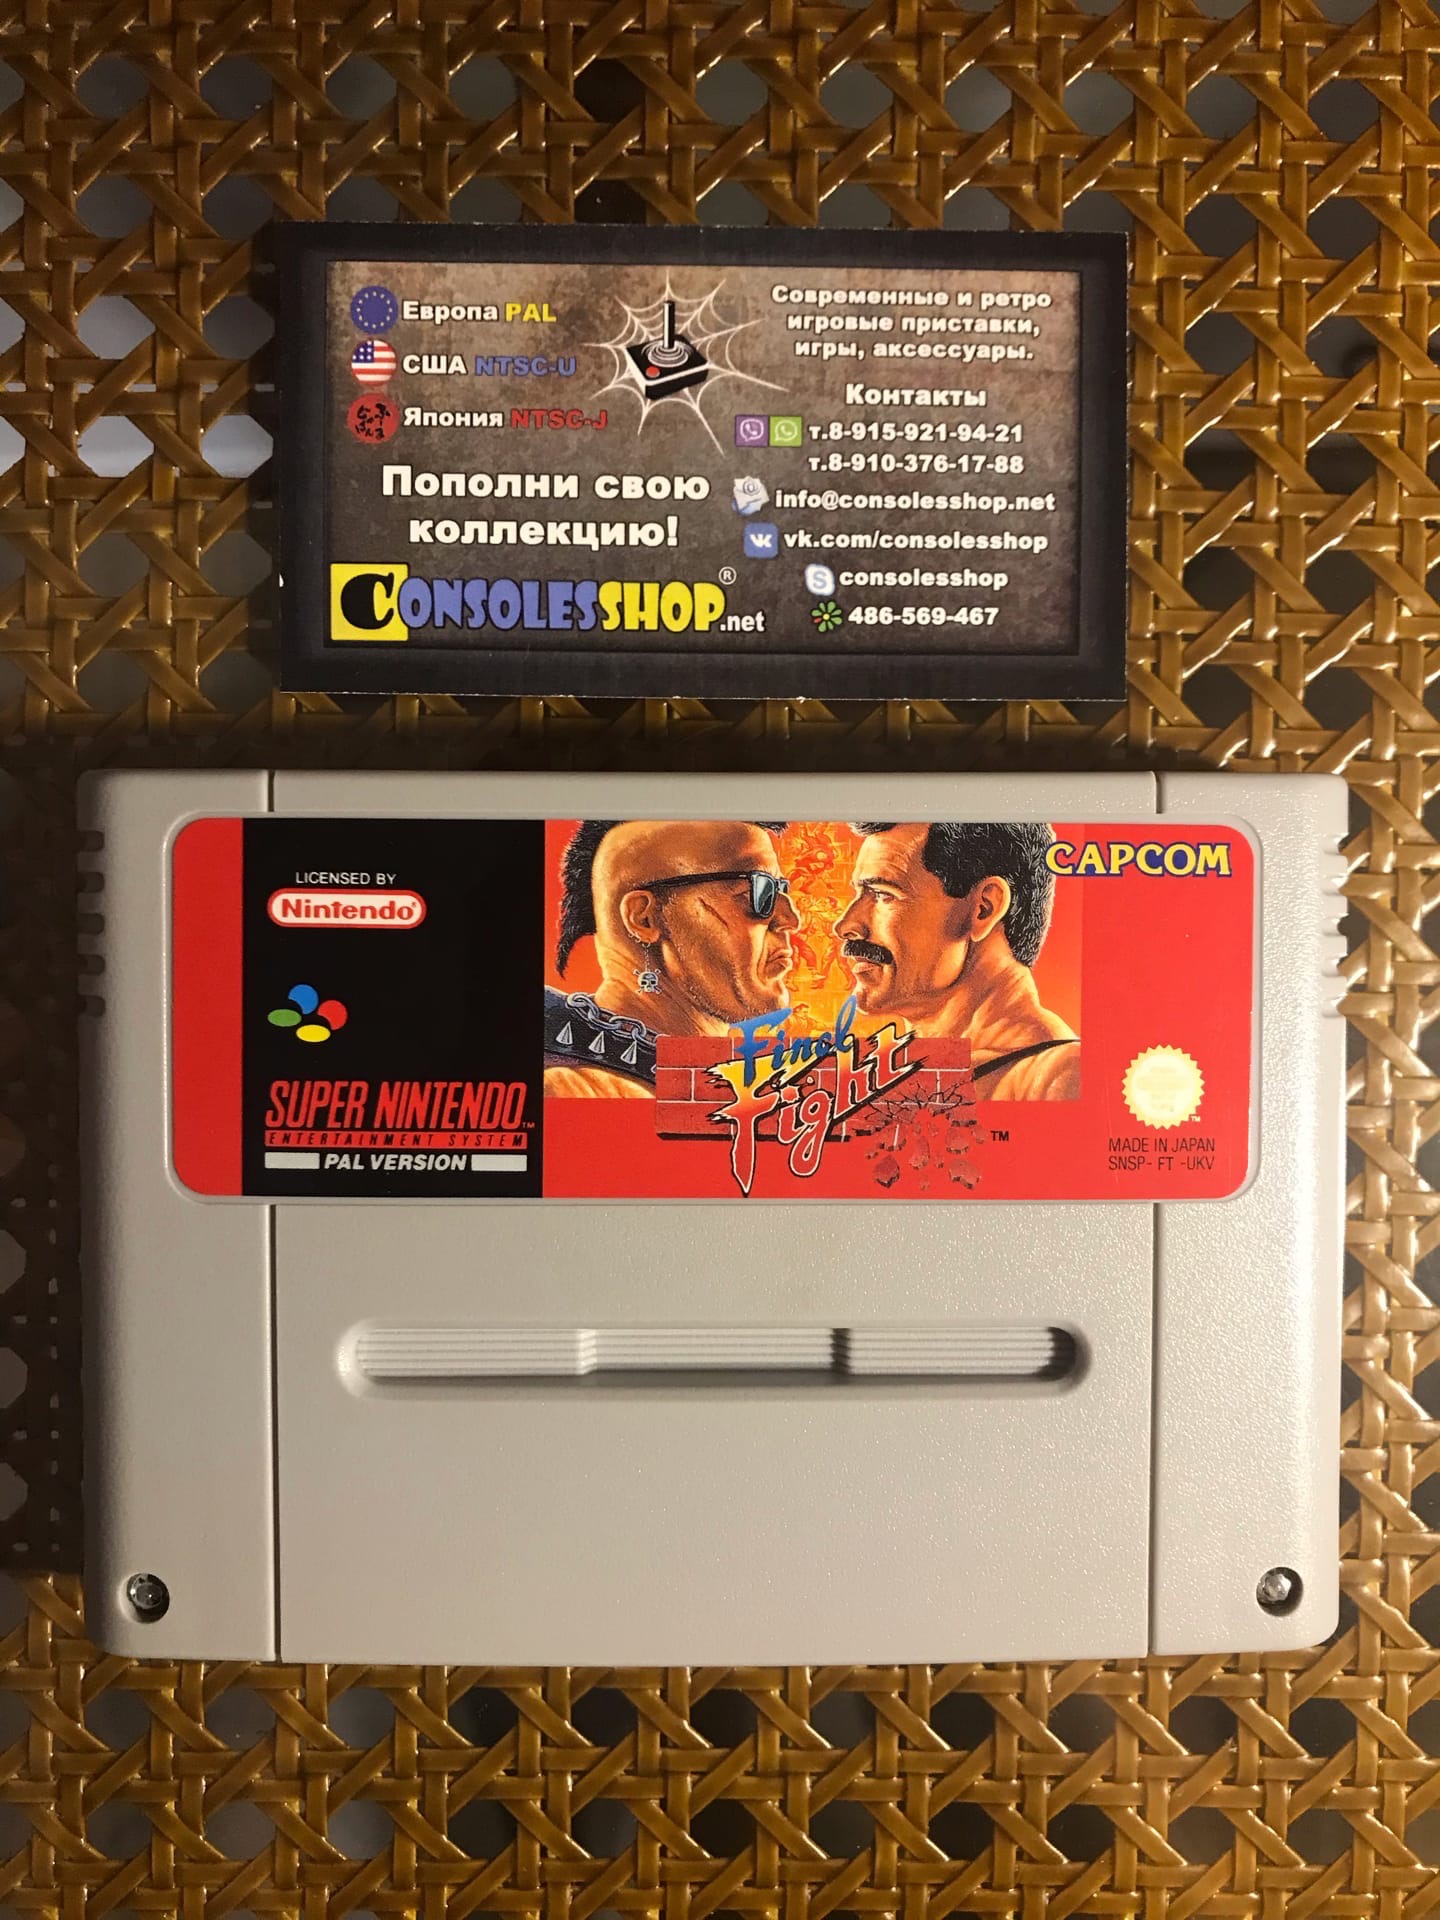 Европа PAL
США NTSC-U
Япония NTSC-J
Пополни свою
коллекцию!
CONSOLESSHOP.net ®
Современные и ретро
игровые приставки,
игры, аксессуары.
Контакты
т.8-915-921-94-21
т.8-910-376-17-88
info@consolesshop.net
vk.com/consolesshop
consolesshop
486-569-467
LICENSED BY
Nintendo®
SUPER NINTENDO™
ENTERTAINMENT SYSTEM
PAL VERSION
Final
Fight
TM
CAPCOM
TM
MADE IN JAPAN
SNSP- FT -UKV